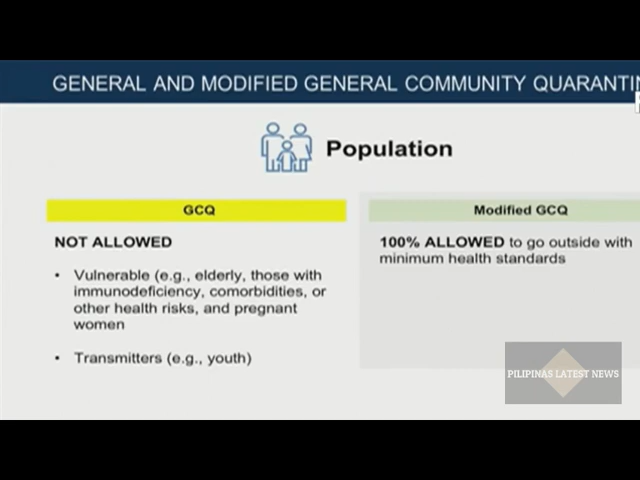 GENERAL AND MODIFIED GENERAL COMMUNITY
Population
GCQ
NOT ALLOWED
• Vulnerable (e.g., elderly, those with
immunodeficiency, comorbidities, or
other health risks, and pregnant
women
• Transmitters (e.g., youth)
Modified GCQ
100% ALLOWED to go outside with
minimum health standards
PILIPINAS LATEST NEWS